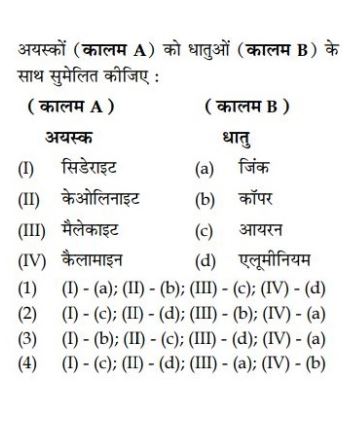 अयस्कों (कालम A) को धातुओं (कालम B) के
साथ सुमेलित कीजिए :
( कालम A ) ( कालम B )
अयस्क धातु
(I) सिडेराइट (a) जिंक
(II) केओलिनाइट (b) कॉपर
(III) मैलेकाइट (c) आयरन
(IV) कैलामाइन (d) एलूमीनियम
(1) (I) - (a); (II) - (b); (III) - (c); (IV) - (d)
(2) (I) - (c); (II) - (d); (III) - (b); (IV) - (a)
(3) (I) - (b); (II) - (c); (III) - (d); (IV) - (a)
(4) (I) - (c); (II) - (d); (III) - (a); (IV) - (b)